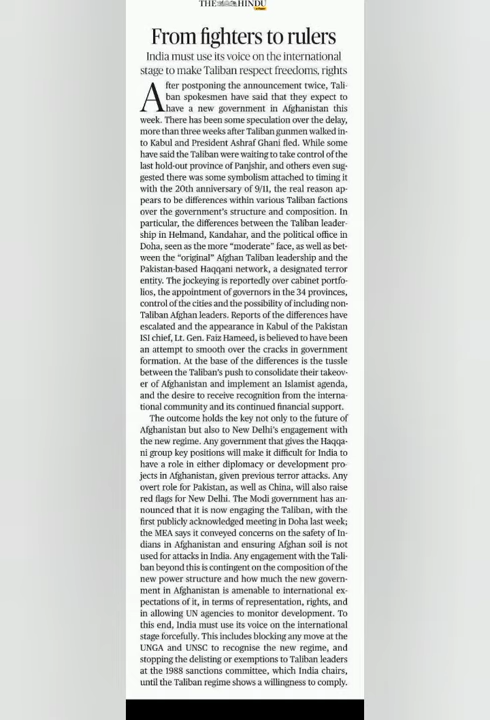 THE HINDU
From fighters to rulers
India must use its voice on the international
stage to make Taliban respect freedoms, rights
After postponing the announcement twice, Tali-
ban spokesmen have said that they expect to
have a new government in Afghanistan this
week. There has been some speculation over the delay,
more than three weeks after Taliban gunmen walked in-
to Kabul and President Ashraf Ghani fled. While some
have said the Taliban were waiting to take control of the
last hold-out province of Panjshir, and others even sug-
gested there was some symbolism attached to timing it
with the 20th anniversary of 9/11, the real reason ap-
pears to be differences within various Taliban factions
over the government's structure and composition. In
particular, the differences between the Taliban leader-
ship in Helmand, Kandahar, and the political office in
Doha, seen as the more “moderate” face, as well as bet-
ween the “original” Afghan Taliban leadership and the
Pakistan-based Haqqani network, a designated terror
entity. The jockeying is reportedly over cabinet portfo-
lios, the appointment of governors in the 34 provinces,
control of the cities and the possibility of including non-
Taliban Afghan leaders. Reports of the differences have
escalated and the appearance in Kabul of the Pakistan
ISI chief, Lt. Gen. Faiz Hameed, is believed to have been
an attempt to smooth over the cracks in government
formation. At the base of the differences is the tussle
between the Taliban's push to consolidate their takeov-
er of Afghanistan and implement an Islamist agenda,
and the desire to receive recognition from the interna-
tional community and its continued financial support.
The outcome holds the key not only to the future of
Afghanistan but also to New Delhi's engagement with
the new regime. Any government that gives the Haqqa-
ni group key positions will make it difficult for India to
have a role in either diplomacy or development pro-
jects in Afghanistan, given previous terror attacks. Any
overt role for Pakistan, as well as China, will also raise
red flags for New Delhi. The Modi government has an-
nounced that it is now engaging the Taliban, with the
first publicly acknowledged meeting in Doha last week;
the MEA says it conveyed concerns on the safety of In-
dians in Afghanistan and ensuring Afghan soil is not
used for attacks in India. Any engagement with the Tali-
ban beyond this is contingent on the composition of the
new power structure and how much the new govern-
ment in Afghanistan is amenable to international ex-
pectations of it, in terms of representation, rights, and
in allowing UN agencies to monitor development. To
this end, India must use its voice on the international
stage forcefully. This includes blocking any move at the
UNGA and UNSC to recognise the new regime, and
stopping the delisting or exemptions to Taliban leaders
at the 1988 sanctions committee, which India chairs,
until the Taliban regime shows a willingness to comply.